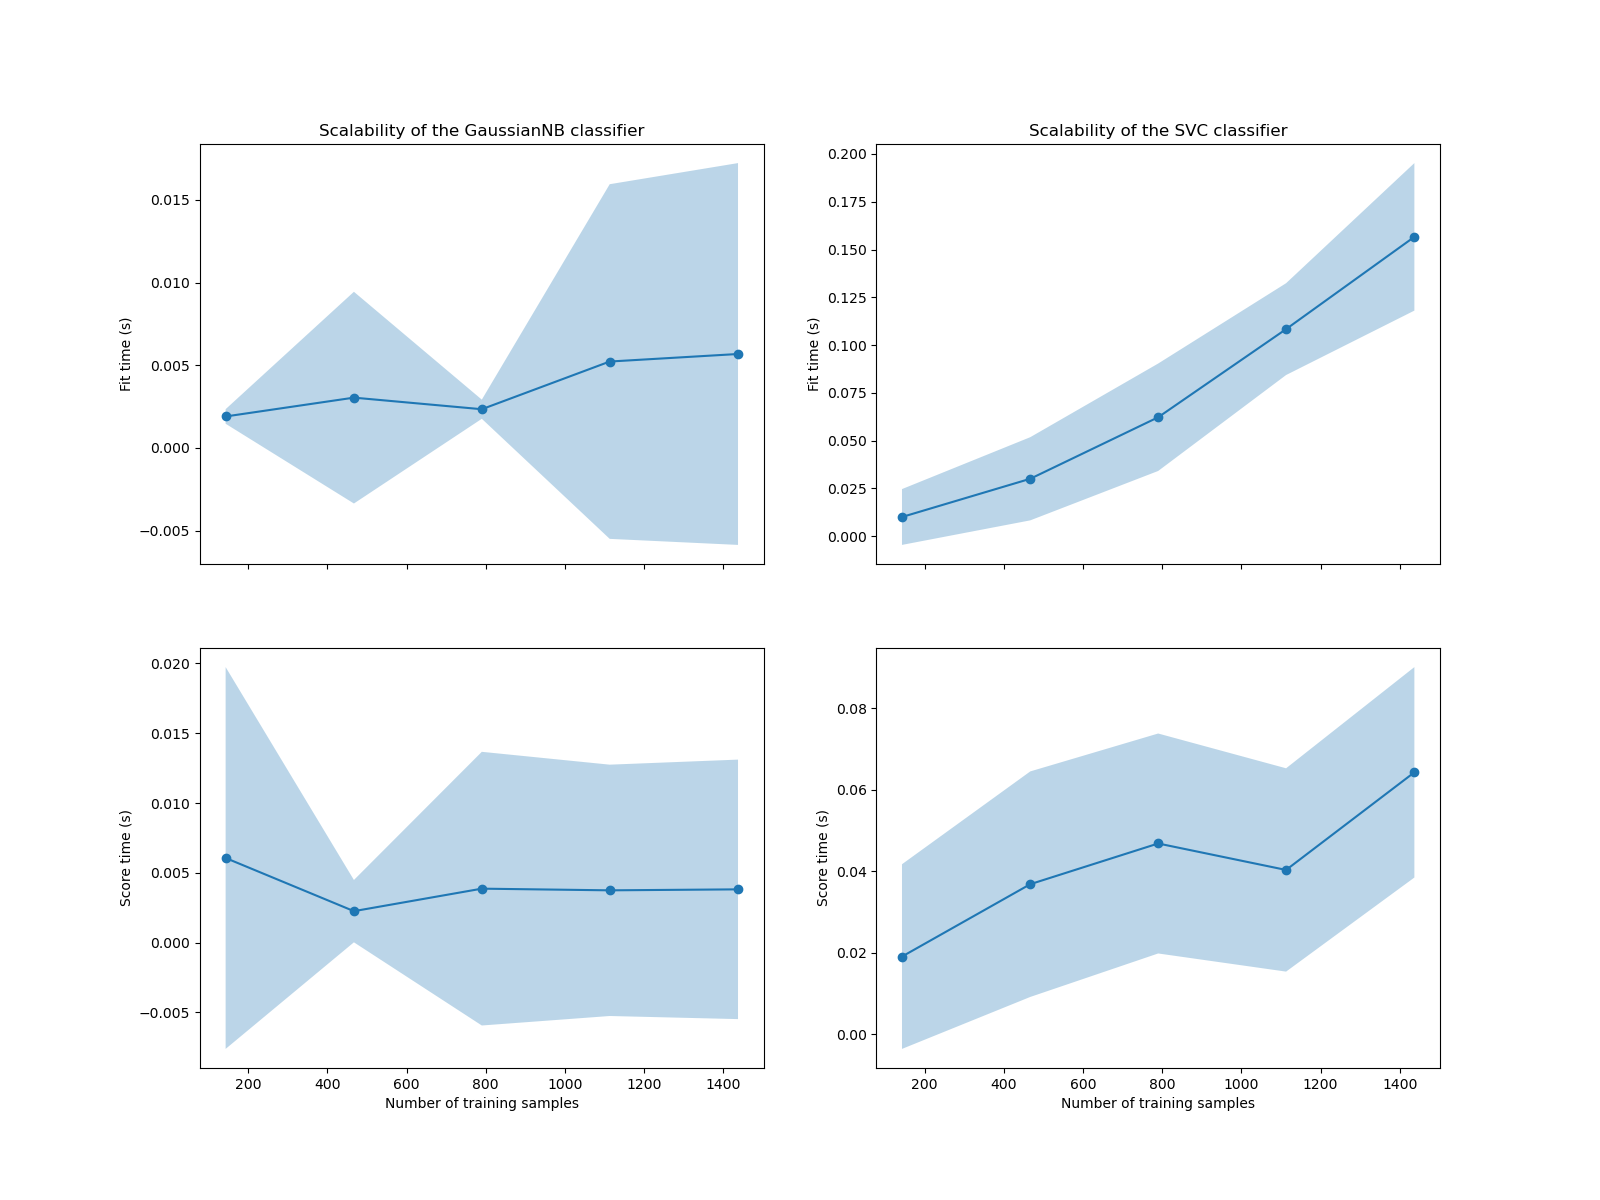 Scalability of the GaussianNB classifier
Scalability of the SVC classifier
0.015
0.010
0.005
0.000
−0.005
Fit time (s)
0.200
0.175
0.150
0.125
0.100
0.075
0.050
0.025
0.000
Fit time (s)
0.020
0.015
0.010
0.005
0.000
−0.005
Score time (s)
200 400 600 800 1000 1200 1400
Number of training samples
0.08
0.06
0.04
0.02
0.00
Score time (s)
200 400 600 800 1000 1200 1400
Number of training samples